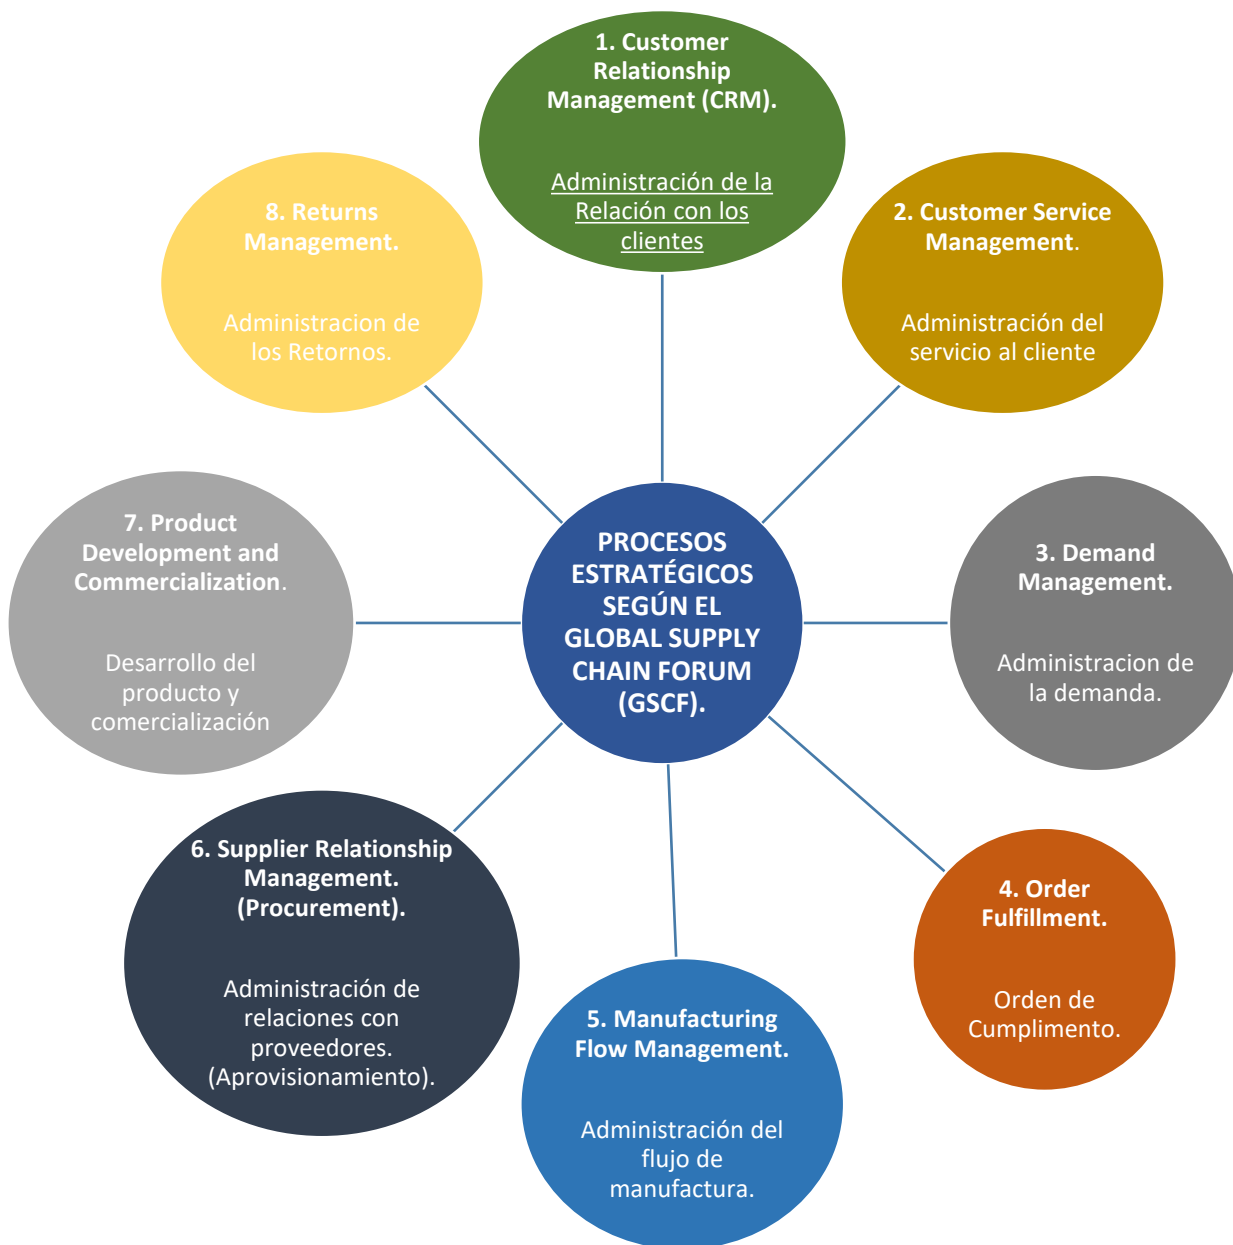 1. Customer
Relationship
Management (CRM).
Administración de la
Relación con los
clientes
2. Customer Service
Management.
Administración del
servicio al cliente
3. Demand
Management.
Administracion de
la demanda.
4. Order
Fulfillment.
Orden de
Cumplimento.
5. Manufacturing
Flow Management.
Administración del
flujo de
manufactura.
6. Supplier Relationship
Management.
(Procurement).
Administración de
relaciones con
proveedores.
(Aprovisionamiento).
7. Product
Development and
Commercialization.
Desarrollo del
producto y
comercialización
8. Returns
Management.
Administracion de
los Retornos.
PROCESOS
ESTRATÉGICOS
SEGÚN EL
GLOBAL SUPPLY
CHAIN FORUM
(GSCF).